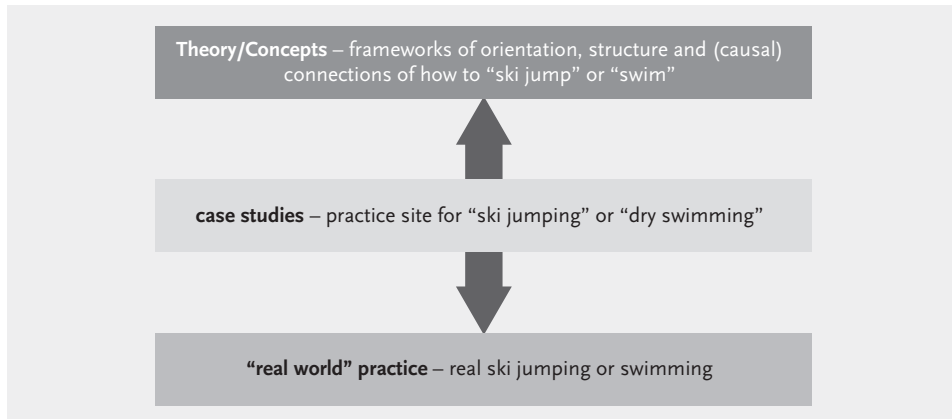 Theory/Concepts – frameworks of orientation, structure and (causal)
connections of how to “ski jump” or “swim”
case studies – practice site for “ski jumping” or “dry swimming”
“real world” practice – real ski jumping or swimming